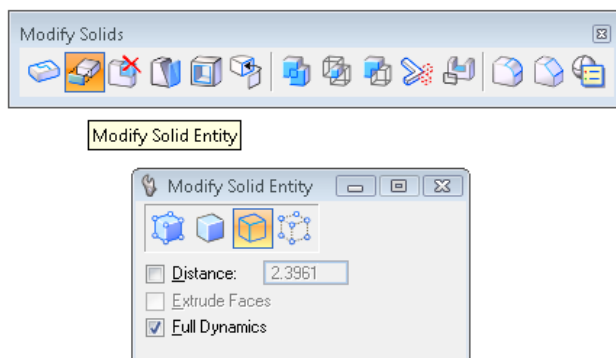 Modify Solids
Modify Solid Entity
Modify Solid Entity
Distance: 2.3961
Extrude Faces
Full Dynamics